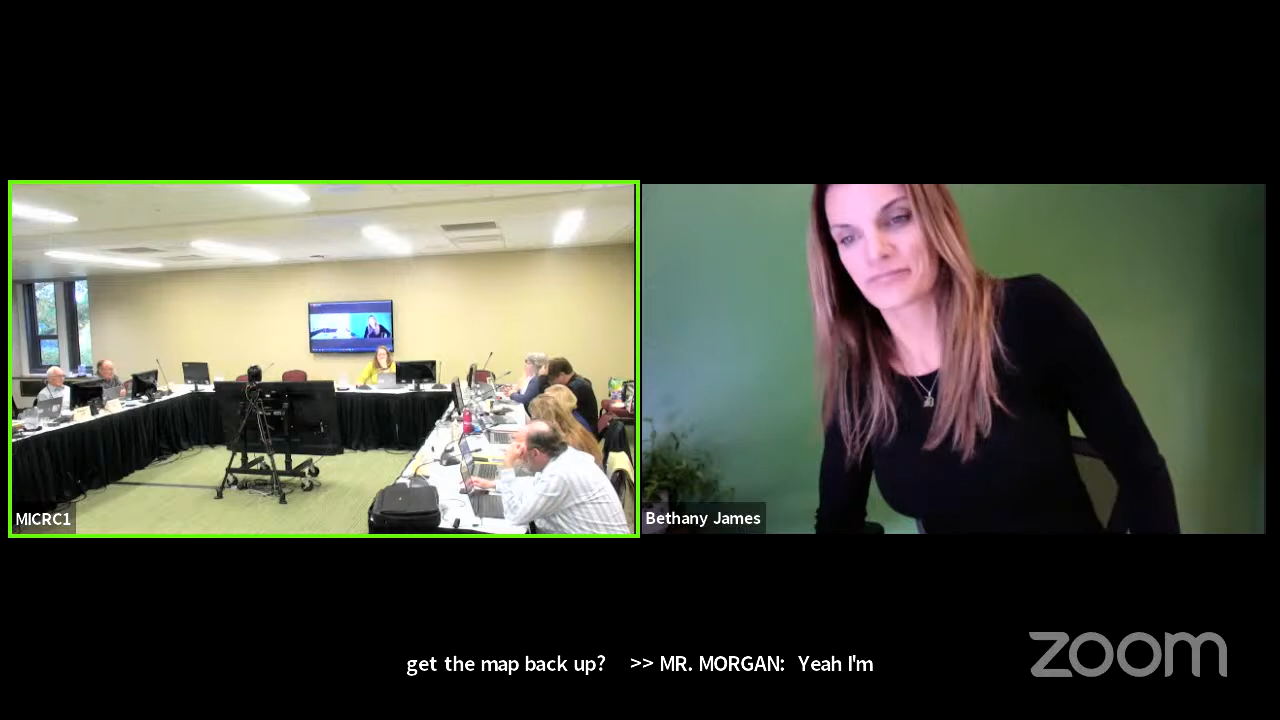 MICRC1
Bethany James
get the map back up? >> MR. MORGAN: Yeah I'm
zoom